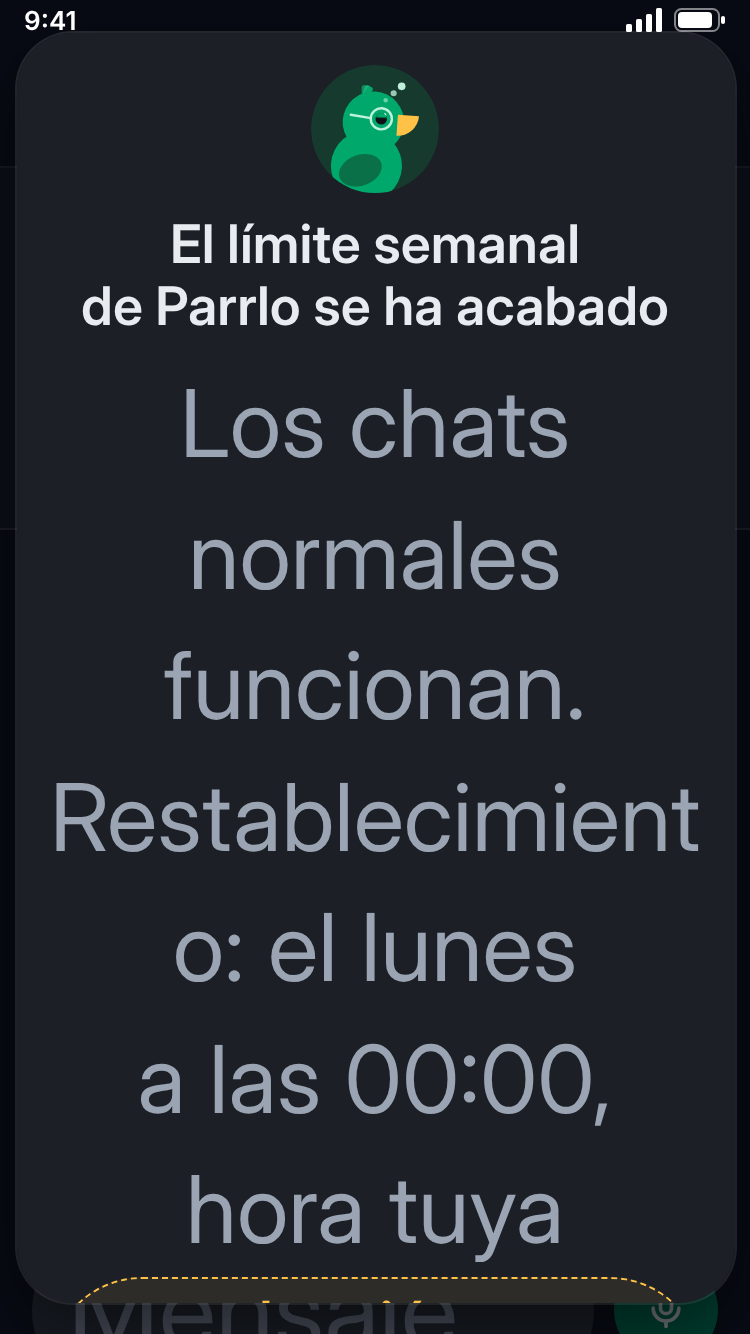 9:41
El límite semanal
de Parrlo se ha acabado
Los chats
normales
funcionan.
Restablecimient
o: el lunes
a las 00:00,
hora tuya
Mensaje